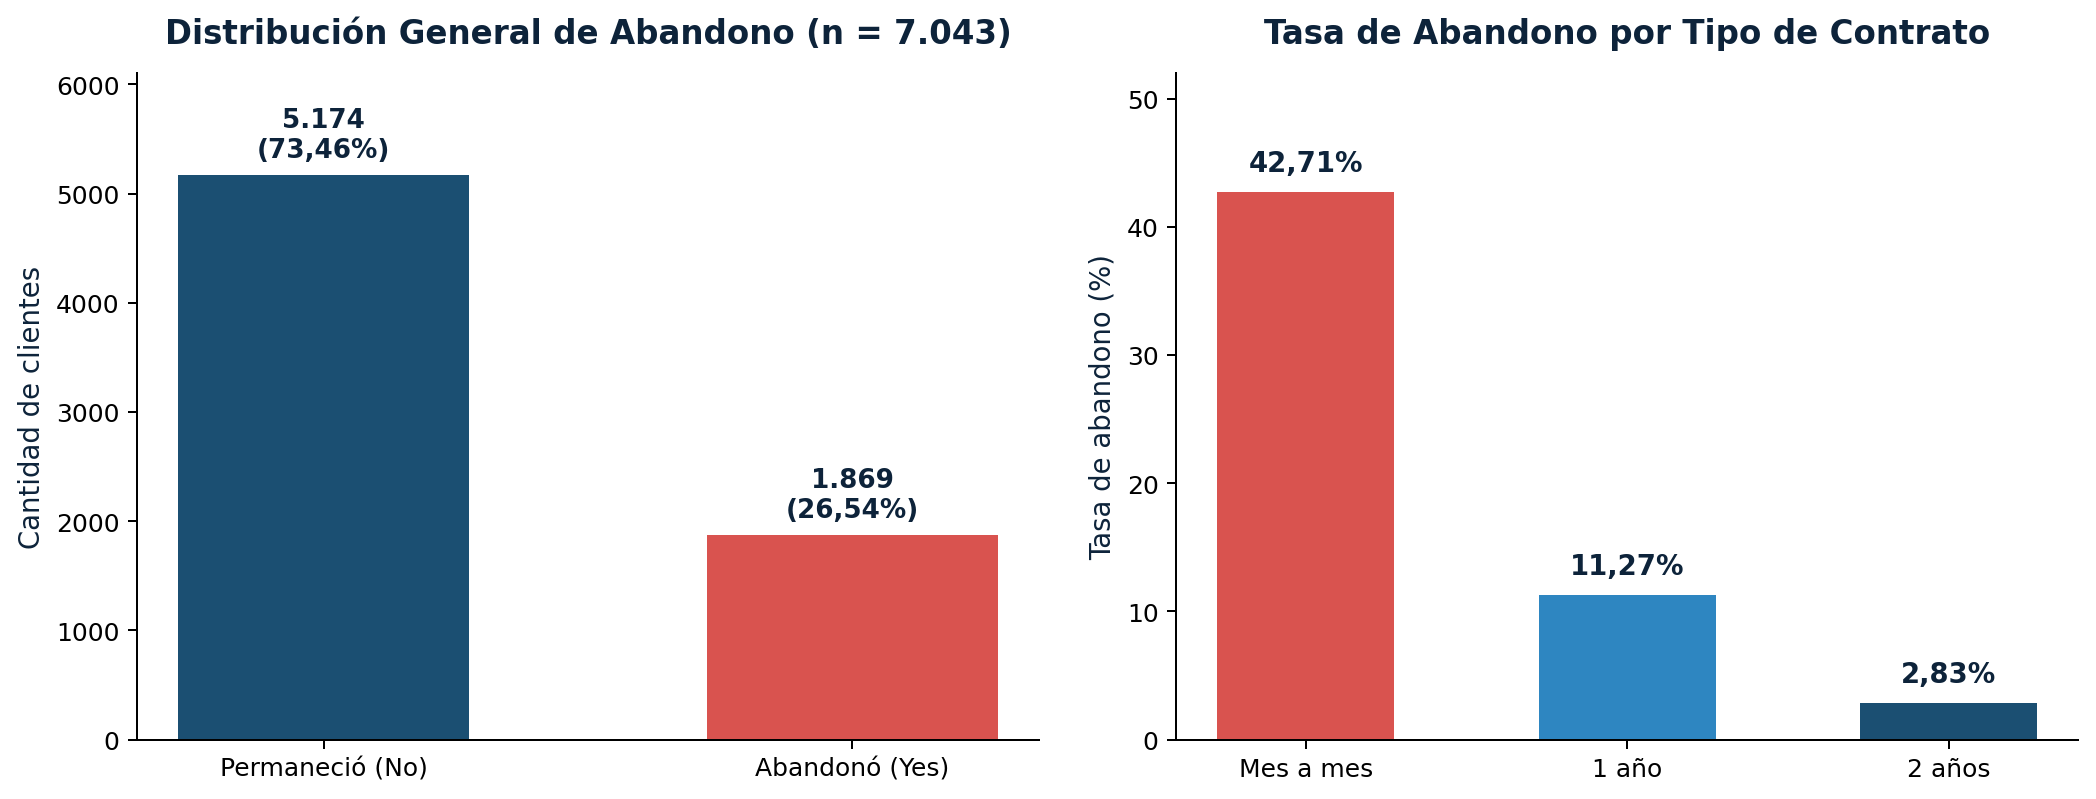 Distribución General de Abandono (n = 7.043)
Cantidad de clientes
6000
5000
4000
3000
2000
1000
0
5.174
(73,46%)
1.869
(26,54%)
Permaneció (No)
Abandonó (Yes)
Tasa de Abandono por Tipo de Contrato
Tasa de abandono (%)
50
40
30
20
10
0
42,71%
11,27%
2,83%
Mes a mes
1 año
2 años